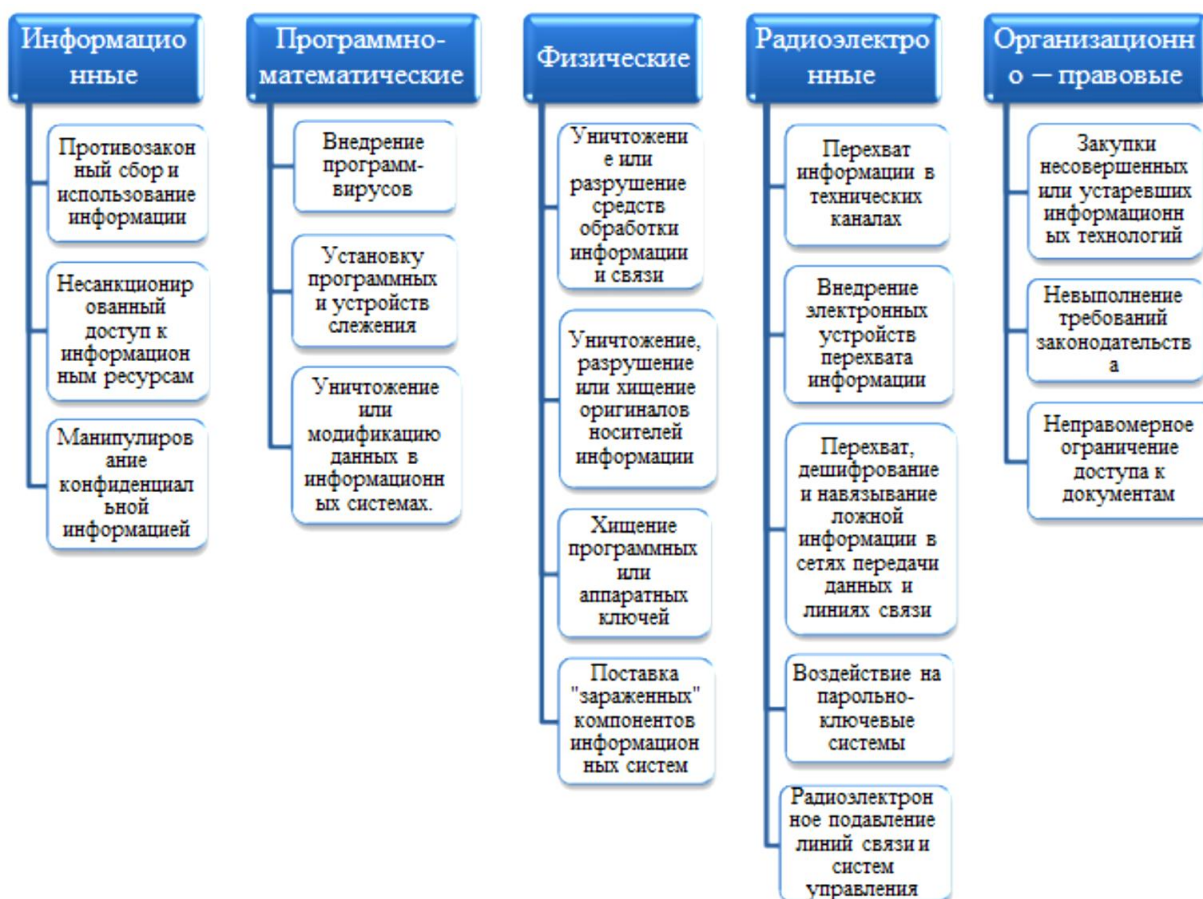 Информацио
нные
Противозакон
ный сбор и
использование
информации
Несанкционир
ованный
доступ к
информацион
ным ресурсам
Манипулиров
ание
конфиденциал
ьной
информацией
Программно-
математические
Внедрение
программ-
вирусов
Установку
программных
и устройств
слежения
Уничтожение
или
модификацию
данных в
информационн
ых системах.
Физические
Уничтожени
е или
разрушение
средств
обработки
информации
и связи
Уничтожение,
разрушение
или хищение
оригиналов
носителей
информации
Хищение
программных
или
аппаратных
ключей
Поставка
"зараженных"
компонентов
информацион
ных систем
Радиоэлектро
нные
Перехват
информации в
технических
каналах
Внедрение
электронных
устройств
перехвата
информации
Перехват,
дешифрование
и навязывание
ложной
информации в
сетях передачи
данных и
линиях связи
Воздействие на
парольно-
ключевые
системы
Радиоэлектрон
ное подавление
линий связи и
систем
управления
Организационн
о — правовые
Закупки
несовершенных
или устаревших
информационн
ых технологий
Невыполнение
требований
законодательств
а
Неправомерное
ограничение
доступа к
документам